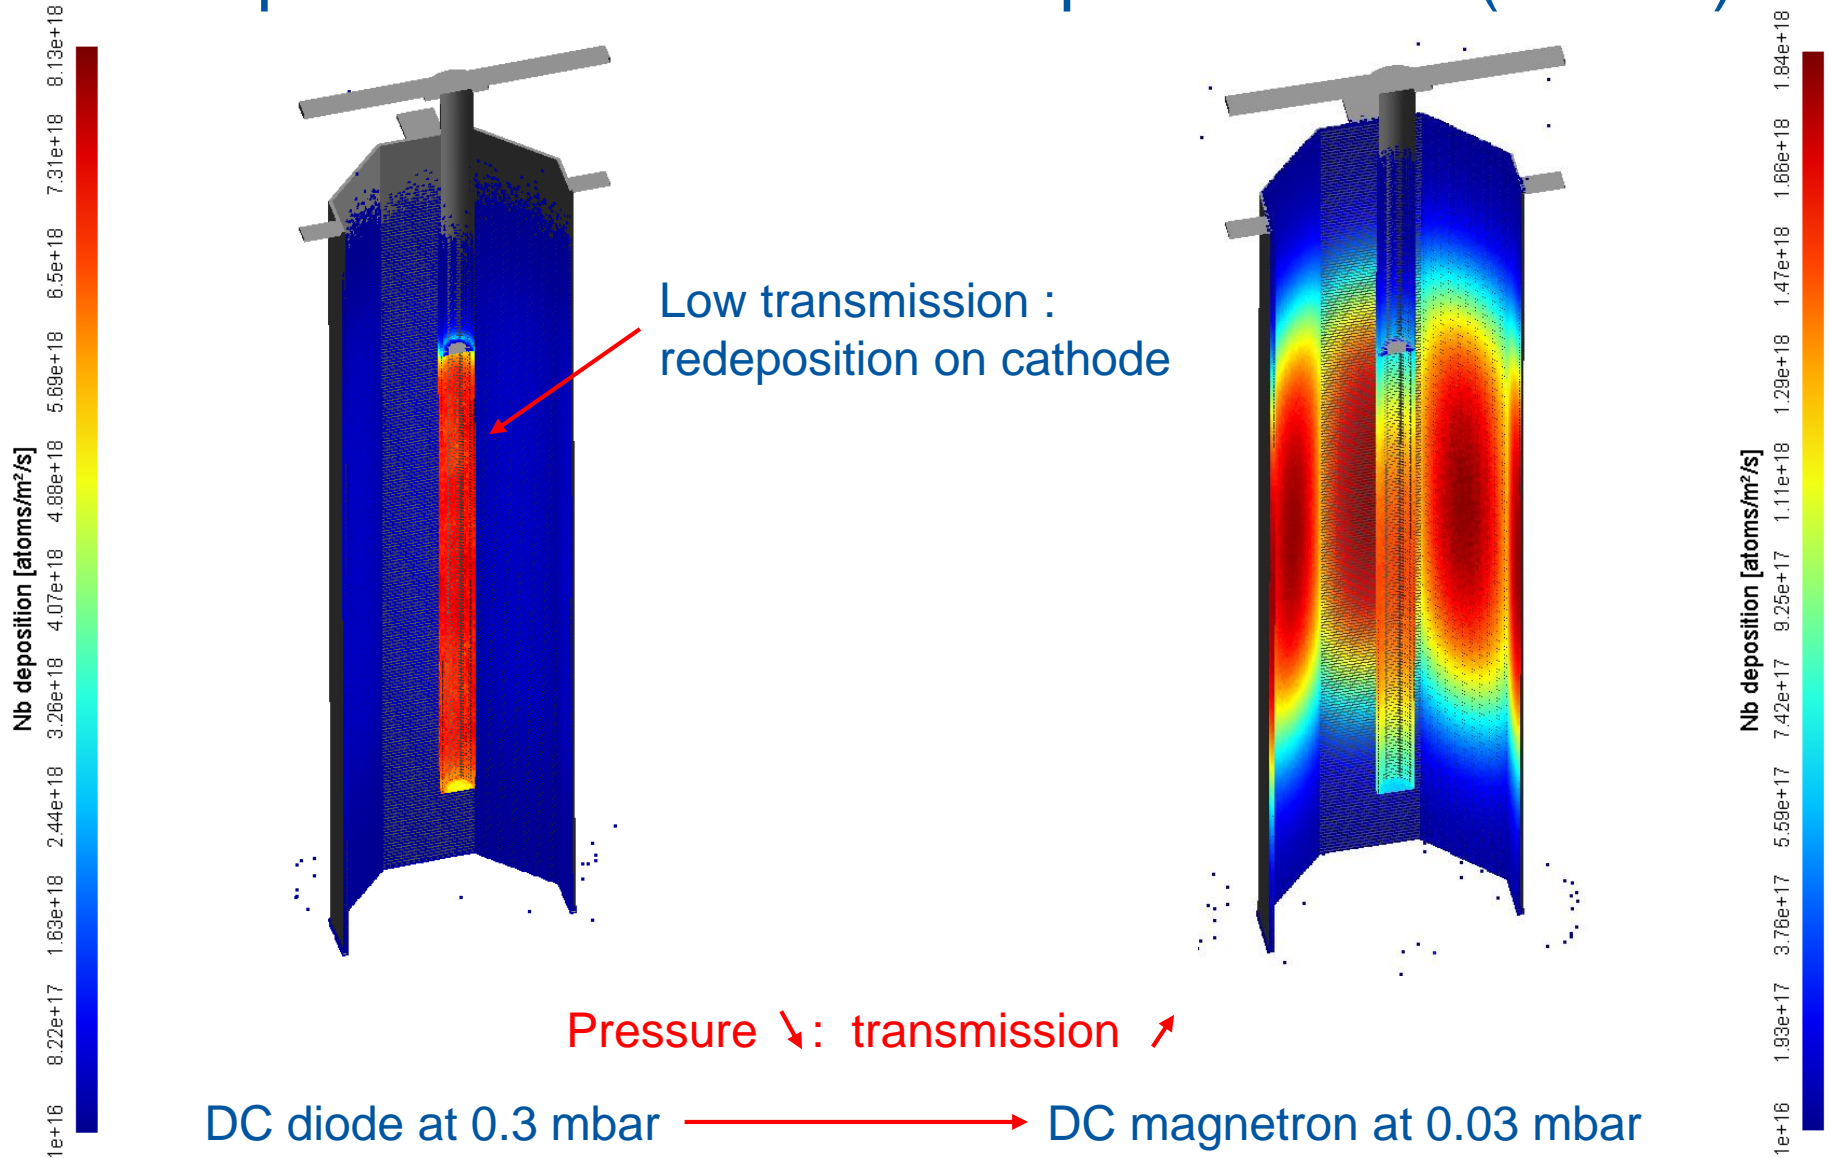 Nb deposition [atoms/m²/s]
8.13e+18
7.31e+18
6.5e+18
5.69e+18
4.88e+18
4.07e+18
3.26e+18
2.44e+18
1.63e+18
8.22e+17
1e+16
Low transmission :
redeposition on cathode
Nb deposition [atoms/m²/s]
1.84e+18
1.66e+18
1.47e+18
1.29e+18
1.11e+18
9.25e+17
7.42e+17
5.59e+17
3.76e+17
1.93e+17
1e+16
Pressure ↘ : transmission ↗
DC diode at 0.3 mbar → DC magnetron at 0.03 mbar